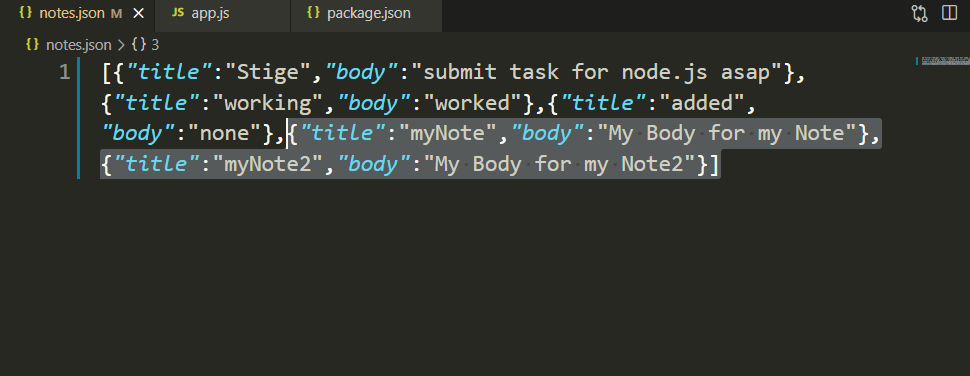 {} notes.json M ×
JS app.js
{} package.json
{} notes.json > {} 3
1 [{"title":"Stige","body":"submit task for node.js asap"},
{"title":"working","body":"worked"},{"title":"added",
"body":"none"},{"title":"myNote","body":"My Body for my Note"},
{"title":"myNote2","body":"My Body for my Note2"}]